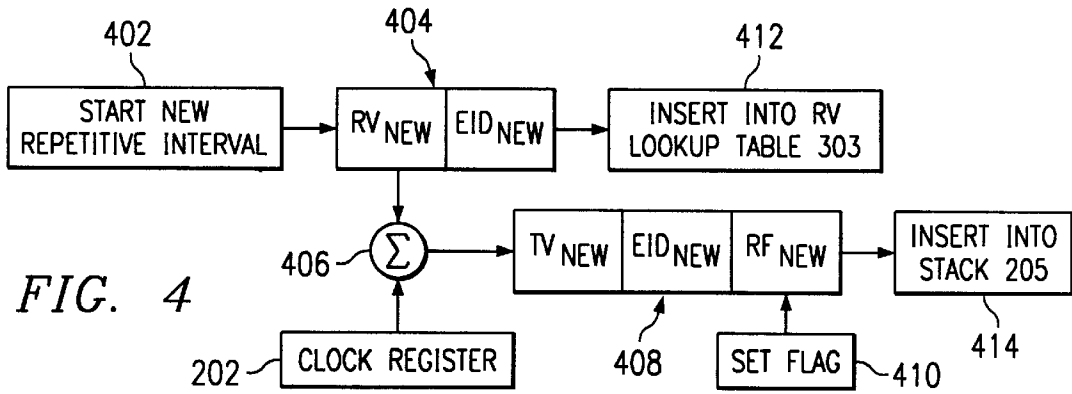 402
404
412
START NEW
REPETITIVE INTERVAL
RV NEW
EID NEW
INSERT INTO RV
LOOKUP TABLE 303
406
Σ
TV NEW
EID NEW
RF NEW
INSERT INTO
STACK 205
FIG. 4
202
CLOCK REGISTER
408
SET FLAG
410
414